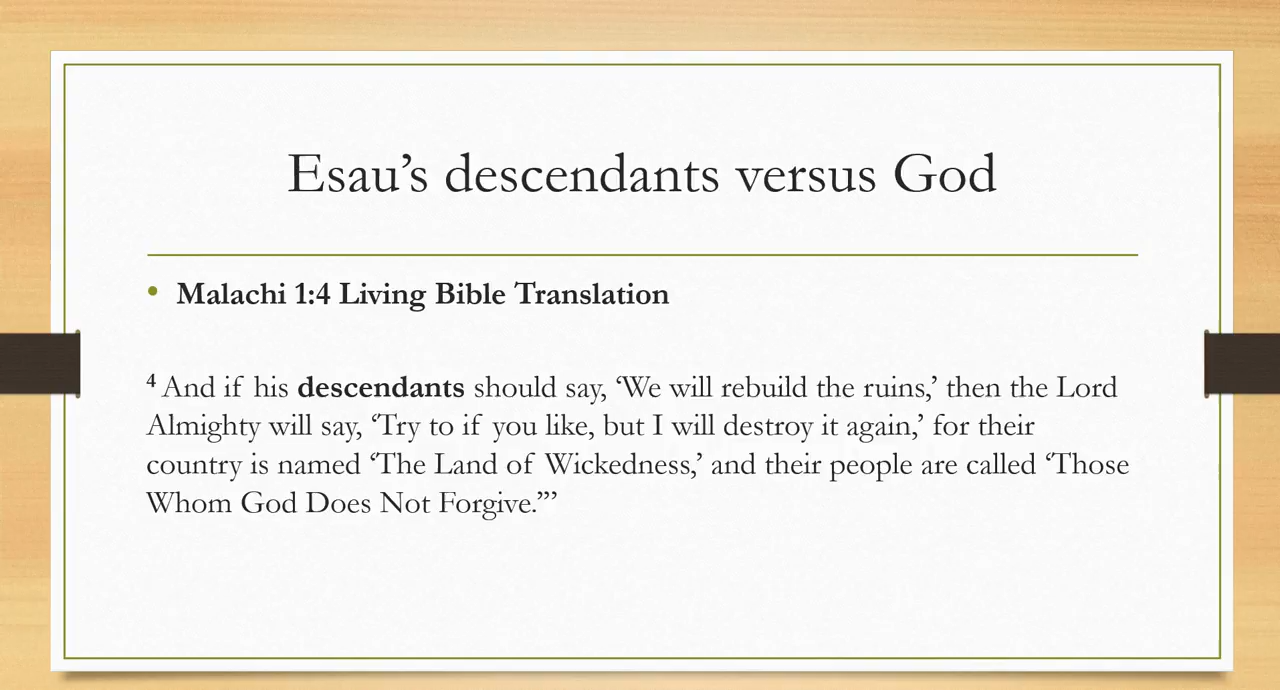 Esau’s descendants versus God
• Malachi 1:4 Living Bible Translation
⁴ And if his descendants should say, ‘We will rebuild the ruins,’ then the Lord
Almighty will say, ‘Try to if you like, but I will destroy it again,’ for their
country is named ‘The Land of Wickedness,’ and their people are called ‘Those
Whom God Does Not Forgive.’”